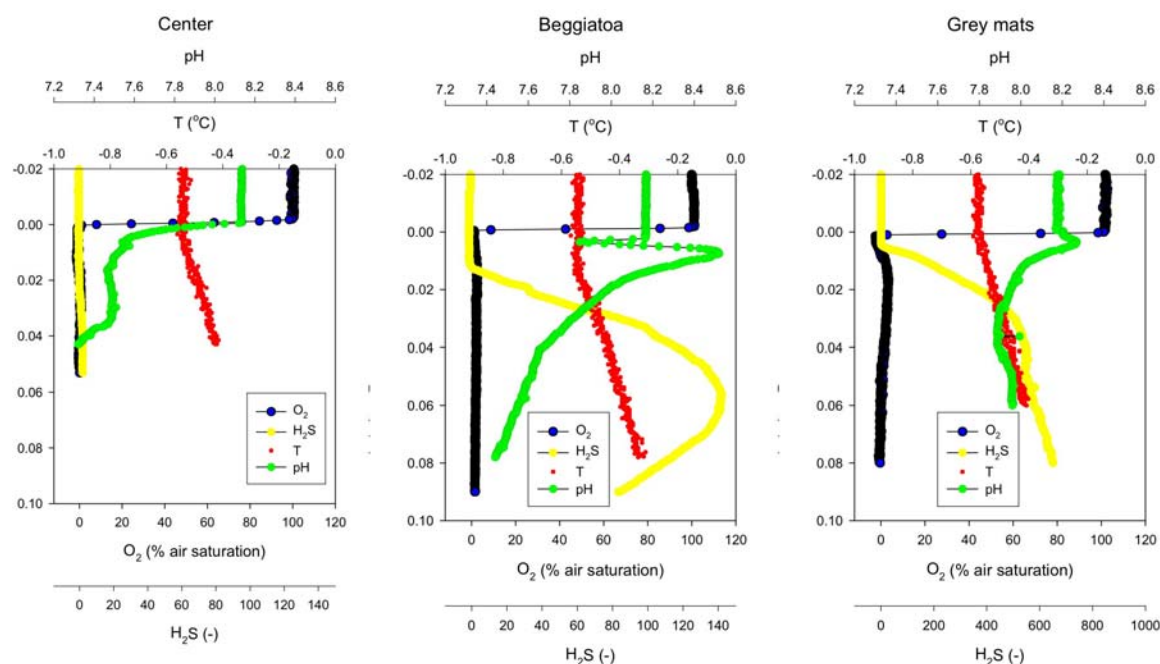 Center
pH
7.2 7.4 7.6 7.8 8.0 8.2 8.4 8.6
T (°C)
-1.0 -0.8 -0.6 -0.4 -0.2 0.0
-0.02
0.00
0.02
0.04
0.06
0.08
0.10
O2
H2S
T
pH
0 20 40 60 80 100 120
O2 (% air saturation)
0 20 40 60 80 100 120 140
H2S (-)
Beggiatoa
pH
7.2 7.4 7.6 7.8 8.0 8.2 8.4 8.6
T (°C)
-1.0 -0.8 -0.6 -0.4 -0.2 0.0
-0.02
0.00
0.02
0.04
0.06
0.08
0.10
O2
H2S
T
pH
0 20 40 60 80 100 120
O2 (% air saturation)
0 20 40 60 80 100 120 140
H2S (-)
Grey mats
pH
7.2 7.4 7.6 7.8 8.0 8.2 8.4 8.6
T (°C)
-1.0 -0.8 -0.6 -0.4 -0.2 0.0
-0.02
0.00
0.02
0.04
0.06
0.08
0.10
O2
H2S
T
pH
0 20 40 60 80 100 120
O2 (% air saturation)
0 200 400 600 800 1000
H2S (-)